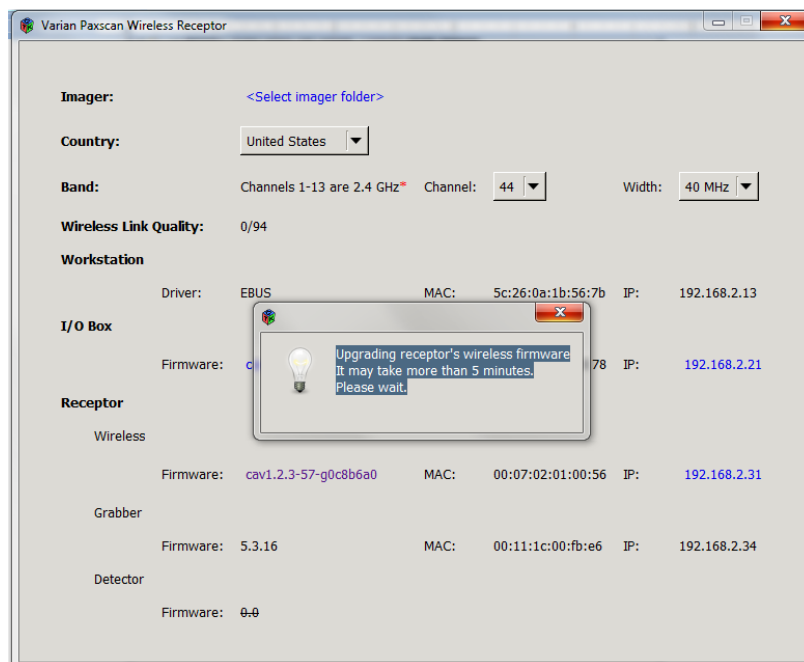 Varian Paxscan Wireless Receptor
Imager: <Select imager folder>
Country: United States
Band: Channels 1-13 are 2.4 GHz* Channel: 44 Width: 40 MHz
Wireless Link Quality: 0/94
Workstation
Driver: EBUS MAC: 5c:26:0a:1b:56:7b IP: 192.168.2.13
I/O Box
Firmware: 78 IP: 192.168.2.21
Upgrading receptor's wireless firmware
It may take more than 5 minutes.
Please wait.
Receptor
Wireless
Firmware: cav1.2.3-57-g0c8b6a0 MAC: 00:07:02:01:00:56 IP: 192.168.2.31
Grabber
Firmware: 5.3.16 MAC: 00:11:1c:00:fb:e6 IP: 192.168.2.34
Detector
Firmware: 0.0